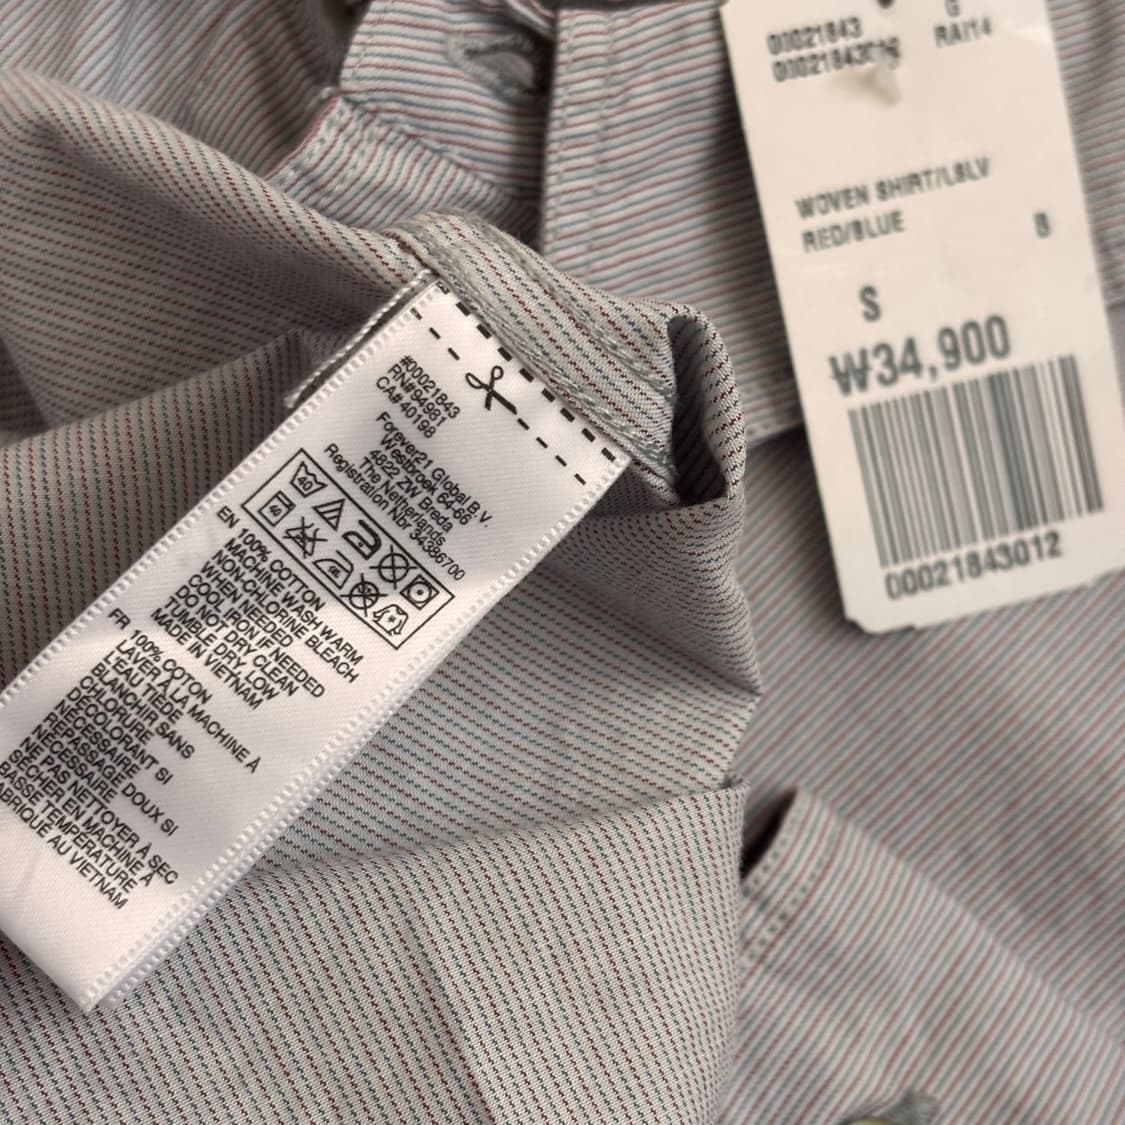 #00021843
RN#94981
CA# 40198
Forever21 Global B.V.
Westbroek 64-66
4822 ZW Breda
The Netherlands
Registration Nbr. 34386700
40
EN 100% COTTON
MACHINE WASH WARM
NON-CHLORINE BLEACH
WHEN NEEDED
COOL IRON IF NEEDED
DO NOT DRY CLEAN
TUMBLE DRY, LOW
MADE IN VIETNAM
FR 100% COTON
LAVER À LA MACHINE À
L'EAU TIÈDE
BLANCHIR SANS
CHLORURE
DÉCOLORANT SI
NÉCESSAIRE
REPASSAGE DOUX SI
NÉCESSAIRE
NE PAS NETTOYER À SEC
SÉCHER EN MACHINE À
BASSE TEMPÉRATURE
FABRIQUÉ AU VIETNAM
00021843
G
RA/14
WOVEN SHIRT/LSLV
RED/BLUE
B
S
₩34,900
00021843012